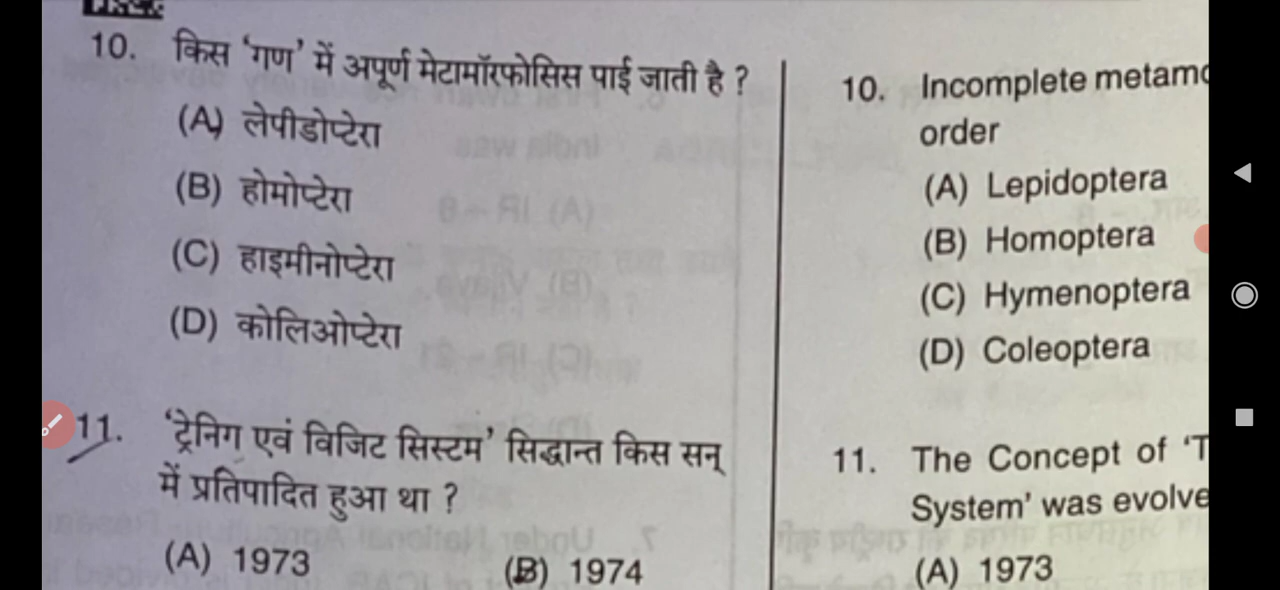 10. किस ‘गण’ में अपूर्ण मेटामॉरफोसिस पाई जाती है ?
(A) लेपीडोप्टेरा
(B) होमोप्टेरा
(C) हाइमीनोप्टेरा
(D) कोलिओप्टेरा
11. ‘ट्रेनिग एवं विजिट सिस्टम’ सिद्धान्त किस सन्
में प्रतिपादित हुआ था ?
(A) 1973 (B) 1974
10. Incomplete
order
(A) Lepidoptera
(B) Homoptera
(C) Hymenoptera
(D) Coleoptera
11. The Concept of ‘T
System’ was evolve
(A) 1973